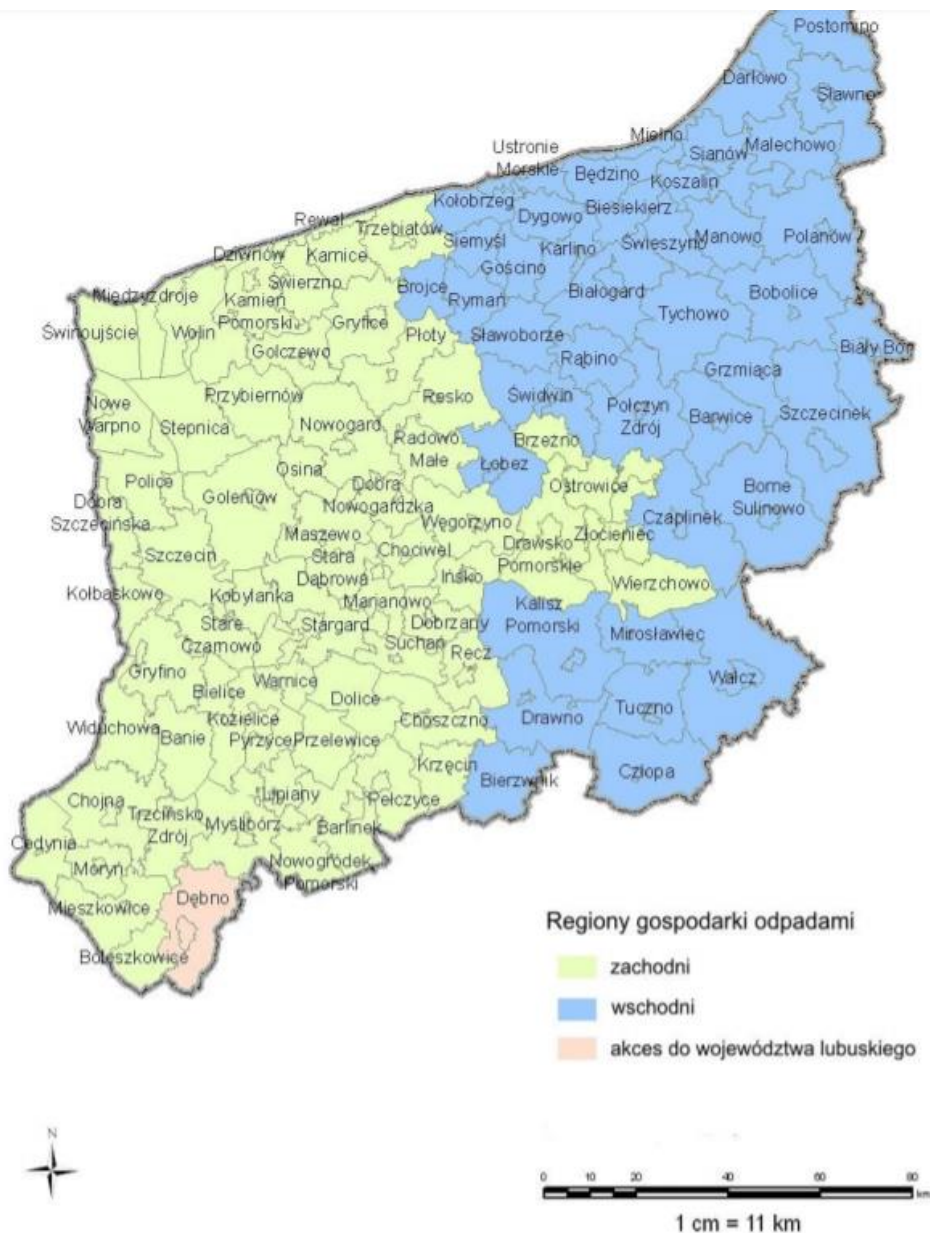 Postomino
Darłowo
Sławno
Mielno
Ustronie
Morskie
Sianów
Malechowo
Będzino
Koszalin
Kołobrzeg
Dygowo
Biesiekierz
Rewal
Trzebiatów
Siemyśl
Karlino
Świeszyno
Manowo
Polanów
Dziwnów
Karnice
Gościno
Świerzno
Brojce
Rymań
Białogard
Bobolice
Międzyzdroje
Kamień
Pomorski
Tychowo
Świnoujście
Wolin
Gryfice
Płoty
Sławoborze
Biały Bór
Golczewo
Rąbino
Grzmiąca
Przybiernów
Resko
Świdwin
Nowe
Warpno
Stepnica
Nowogard
Radowo
Małe
Brzeżno
Połczyn
Zdrój
Barwice
Szczecinek
Osina
Łobez
Police
Goleniów
Dobra
Nowogardzka
Ostrowice
Borne
Sulinowo
Dobra
Szczecińska
Węgorzyno
Czaplinek
Maszewo
Złocieniec
Szczecin
Stara
Dąbrowa
Chociwel
Drawsko
Pomorskie
Ińsko
Wierzchowo
Kołbaskowo
Kobylanka
Marianowo
Kalisz
Pomorski
Stare
Czarnowo
Stargard
Dobrzany
Suchań
Mirosławiec
Recz
Gryfino
Warnice
Wałcz
Bielice
Dolice
Tuczno
Widuchowa
Banie
Kozielice
Pyrzyce
Przelewice
Choszczno
Drawno
Krzęcin
Bierzwnik
Człopa
Chojna
Lipiany
Pełczyce
Trzcińsko
Zdrój
Myślibórz
Barlinek
Cedynia
Moryń
Nowogródek
Pomorski
Mieszkowice
Dębno
Boleszkowice
Regiony gospodarki odpadami
zachodni
wschodni
akces do województwa lubuskiego
N
0 10 20 40 60 80
km
1 cm = 11 km